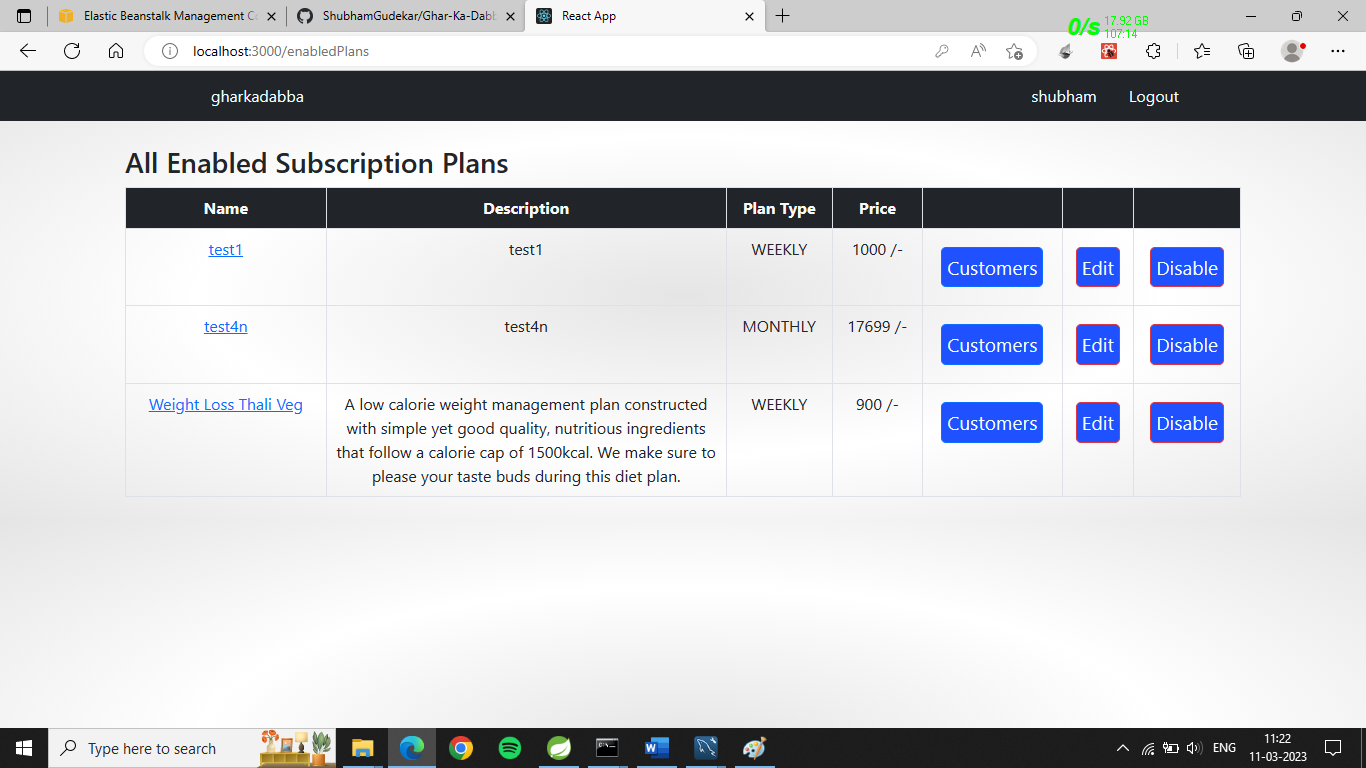 Elastic Beanstalk Management Co
ShubhamGudekar/Ghar-Ka-Dabb
React App
0/s 17.92 GB
107:14
localhost:3000/enabledPlans
gharkadabba shubham Logout
All Enabled Subscription Plans
Name Description Plan Type Price
test1 test1 WEEKLY 1000 /- Customers Edit Disable
test4n test4n MONTHLY 17699 /- Customers Edit Disable
Weight Loss Thali Veg A low calorie weight management plan constructed WEEKLY 900 /- Customers Edit Disable
with simple yet good quality, nutritious ingredients
that follow a calorie cap of 1500kcal. We make sure to
please your taste buds during this diet plan.
Type here to search
ENG
11:22
11-03-2023